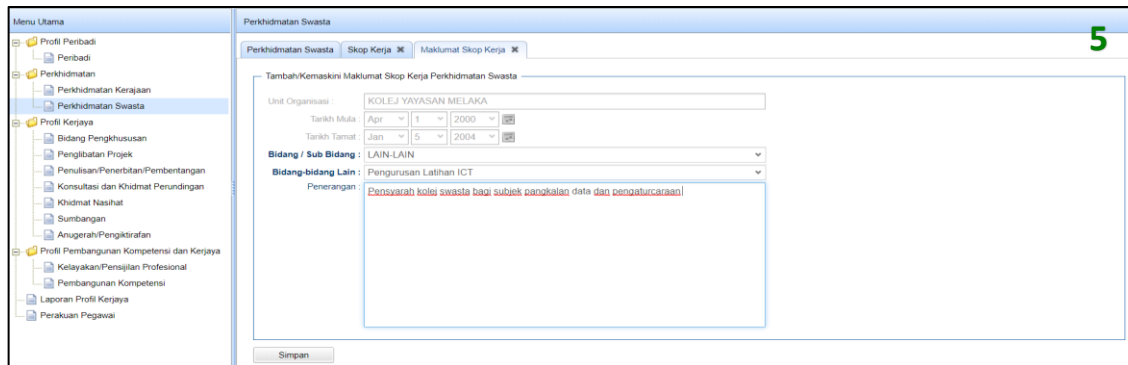 Menu Utama
Profil Peribadi
Peribadi
Perkhidmatan
Perkhidmatan Kerajaan
Perkhidmatan Swasta
Profil Kerjaya
Bidang Pengkhususan
Penglibatan Projek
Penulisan/Penerbitan/Pembentangan
Konsultasi dan Khidmat Perundingan
Khidmat Nasihat
Sumbangan
Anugerah/Pengiktirafan
Profil Pembangunan Kompetensi dan Kerjaya
Kelayakan/Pensijilan Profesional
Pembangunan Kompetensi
Laporan Profil Kerjaya
Perakuan Pegawai
Perkhidmatan Swasta
5
Perkhidmatan Swasta Skop Kerja Maklumat Skop Kerja
Tambah/Kemaskini Maklumat Skop Kerja Perkhidmatan Swasta
Unit Organisasi : KOLEJ YAYASAN MELAKA
Tarikh Mula : Apr 1 2000
Tarikh Tamat : Jan 5 2004
Bidang / Sub Bidang : LAIN-LAIN
Bidang-bidang Lain : Pengurusan Latihan ICT
Penerangan : Pensyarah kolej swasta bagi subjek pangkalan data dan pengaturcaraan
Simpan